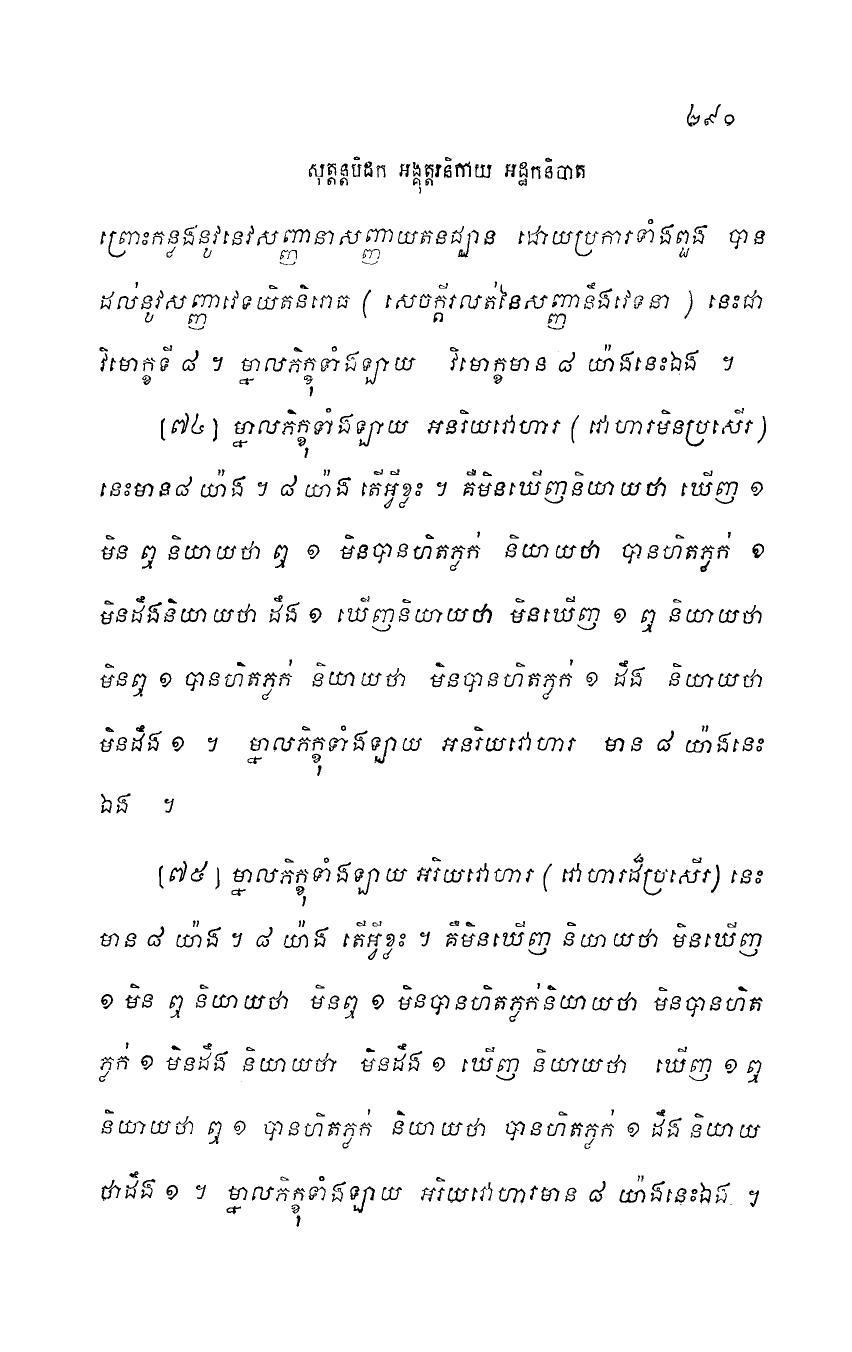 ២៩០
សុត្តន្តបិដក អង្គុត្តរនិកាយ អដ្ឋកនិបាត
ព្រោះកន្លងនូវនេវសញ្ញានាសញ្ញាយតនជ្ឈាន ដោយប្រការទាំងពួង បាន
ដល់នូវសញ្ញាវេទយិតនិរោធ ( សេចក្តីរលត់នៃសញ្ញានឹងវេទនា ) នេះជា
វិមោក្ខទី ៨ ។ ម្នាលភិក្ខុទាំងឡាយ វិមោក្ខមាន ៨ យ៉ាងនេះឯង ។
[៧៤] ម្នាលភិក្ខុទាំងឡាយ អនរិយវោហារ ( វោហារមិនប្រសើរ )
នេះមាន៨ យ៉ាង ។ ៨ យ៉ាង តើអ្វីខ្លះ ។ គឺមិនឃើញនិយាយថា ឃើញ ១
មិន ឮ និយាយថា ឮ ១ មិនបានហិតភ្លក់ និយាយថា បានហិតភ្លក់ ១
មិនដឹងនិយាយថា ដឹង ១ ឃើញនិយាយថា មិនឃើញ ១ ឮ និយាយថា
មិនឮ ១ បានហិតភ្លក់ និយាយថា មិនបានហិតភ្លក់ ១ ដឹង និយាយថា
មិនដឹង ១ ។ ម្នាលភិក្ខុទាំងឡាយ អនរិយវោហារ មាន ៨ យ៉ាងនេះ
ឯង ។
[៧៥] ម្នាលភិក្ខុទាំងឡាយ អរិយវោហារ ( វោហារដ៏ប្រសើរ) នេះ
មាន ៨ យ៉ាង ។ ៨ យ៉ាង តើអ្វីខ្លះ ។ គឺមិនឃើញ និយាយថា មិនឃើញ
១ មិន ឮ និយាយថា មិនឮ ១ មិនបានហិតភ្លក់និយាយថា មិនបានហិត
ភ្លក់ ១ មិនដឹង និយាយថា មិនដឹង ១ ឃើញ និយាយថា ឃើញ ១ ឮ
និយាយថា ឮ ១ បានហិតភ្លក់ និយាយថា បានហិតភ្លក់ ១ ដឹង និយាយ
ថាដឹង ១ ។ ម្នាលភិក្ខុទាំងឡាយ អរិយវោហារមាន ៨ យ៉ាងនេះឯង ។